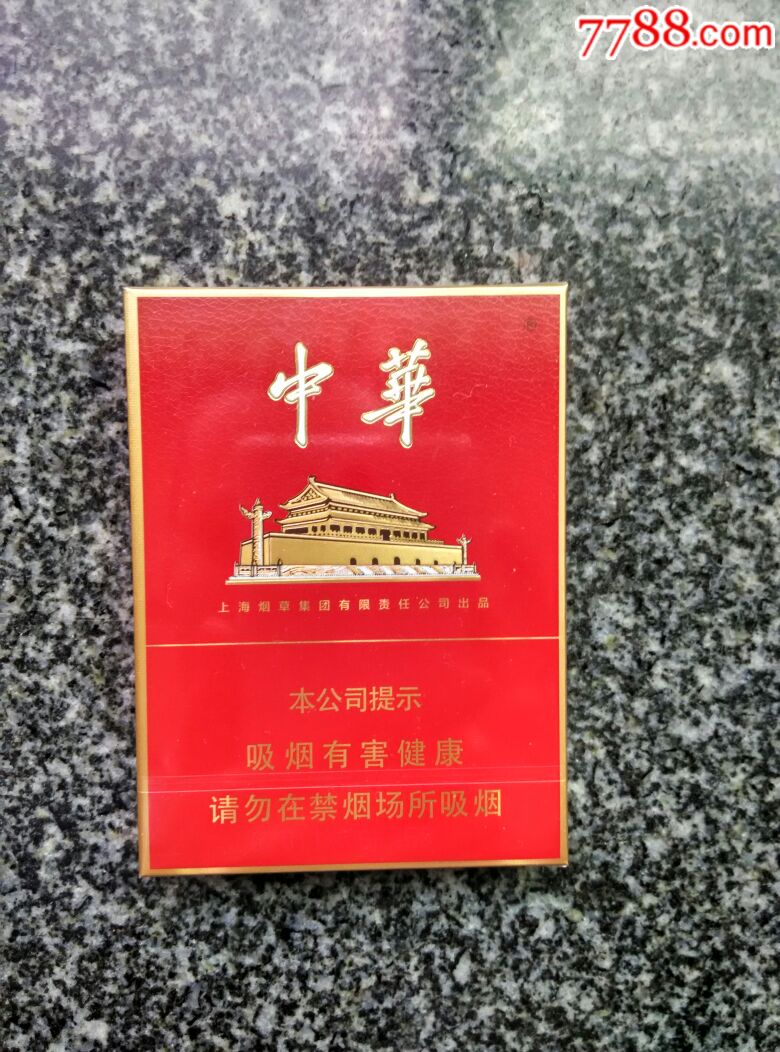 7788.com
中華
上海烟草集团有限责任公司出品
本公司提示
吸烟有害健康
请勿在禁烟场所吸烟